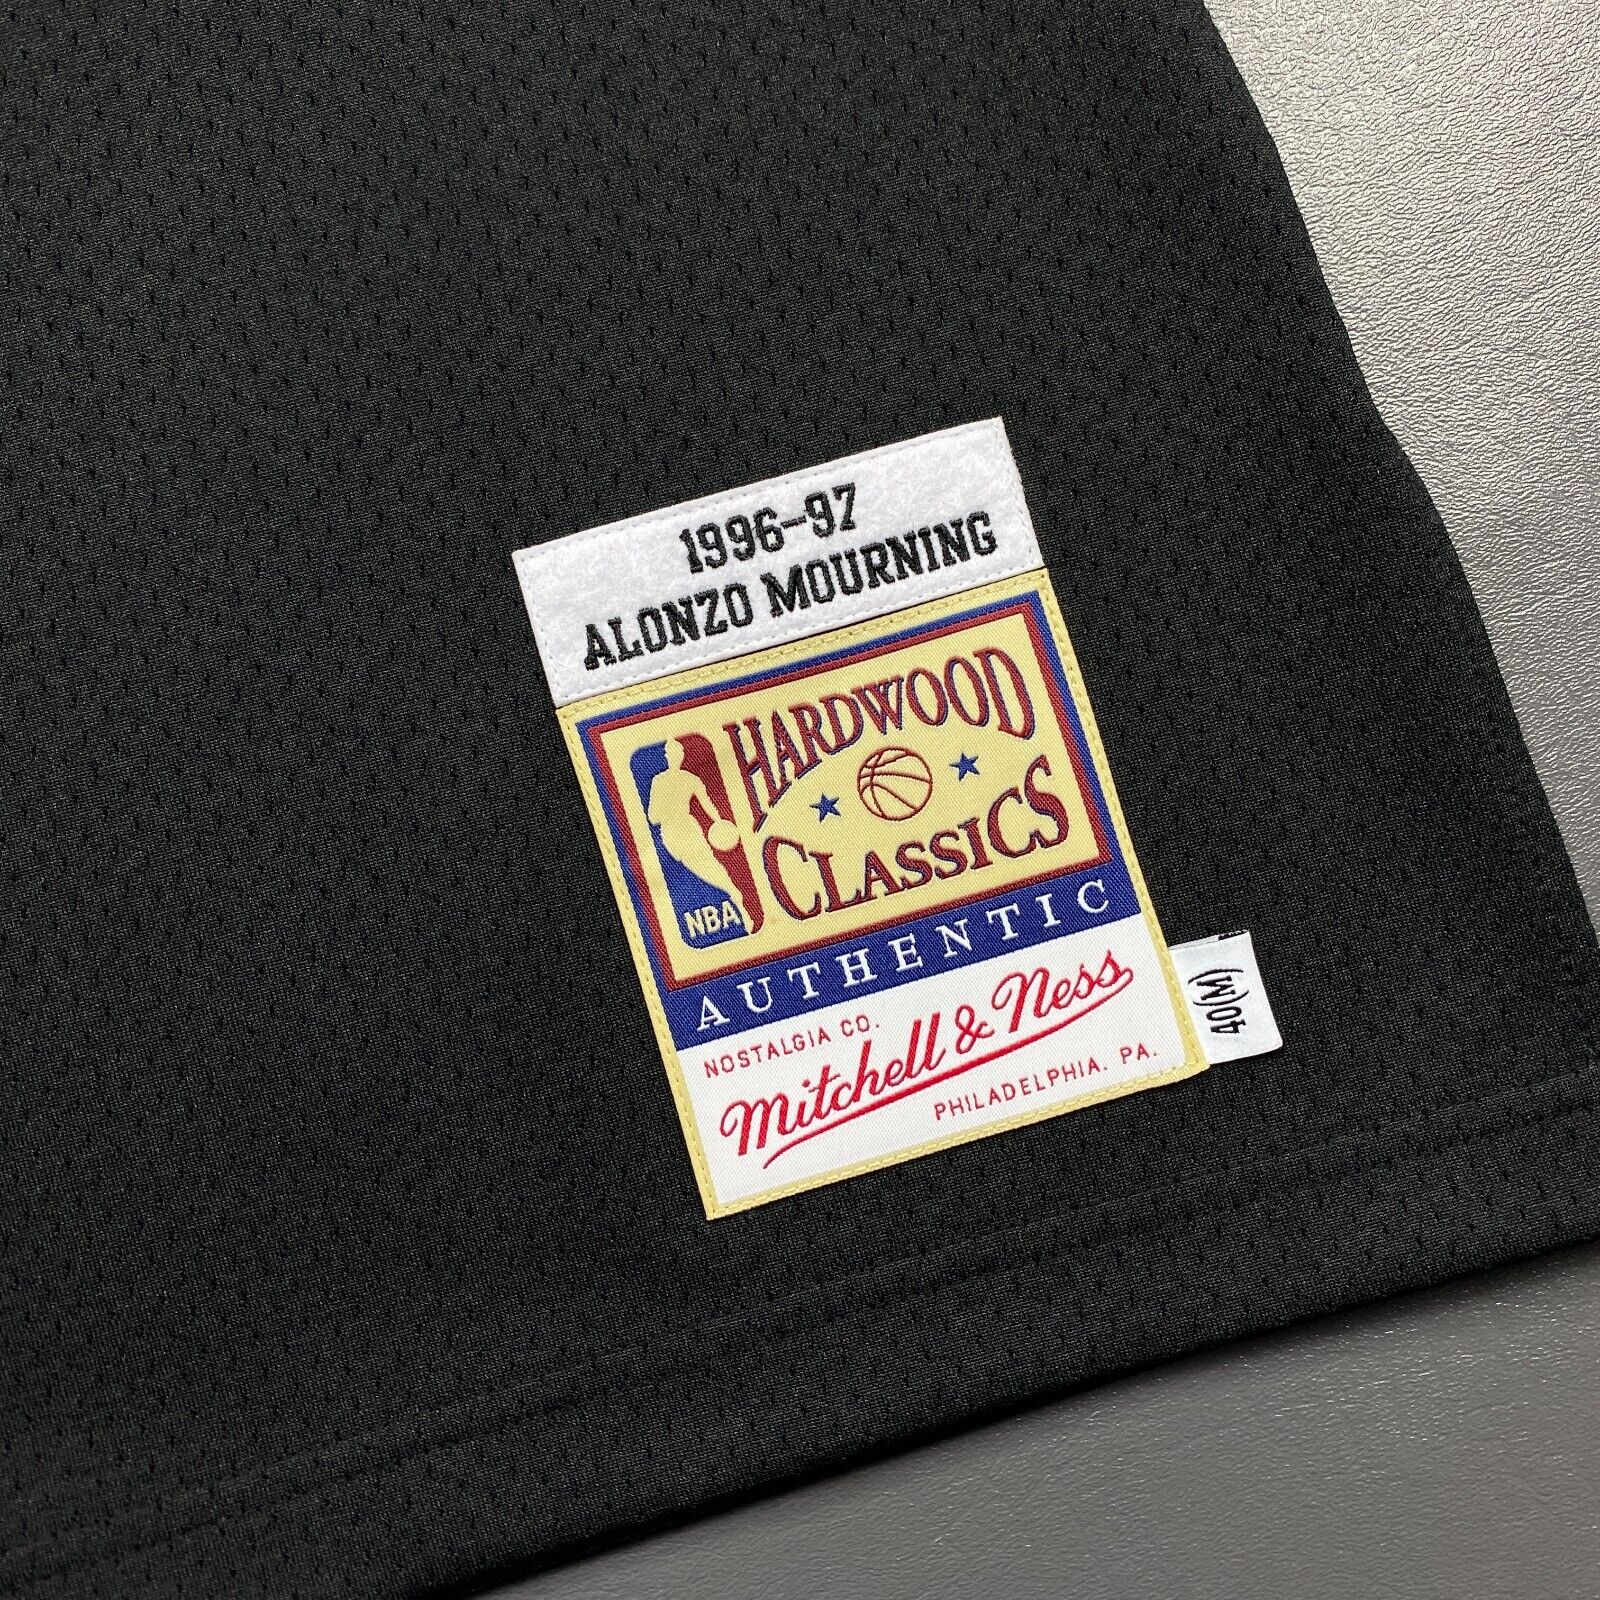 1996-97
ALONZO MOURNING
HARDWOOD
CLASSICS
NBA
AUTHENTIC
NOSTALGIA CO.
Mitchell & Ness
PHILADELPHIA, PA.
40(M)